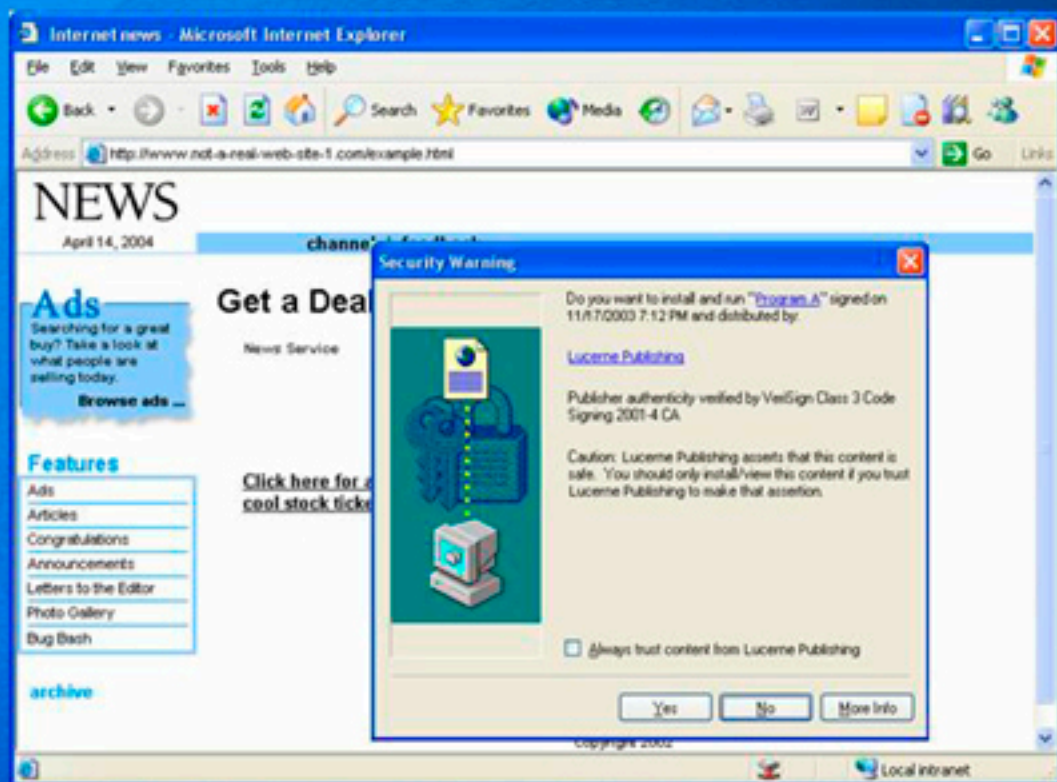 Internet news - Microsoft Internet Explorer
File Edit View Favorites Tools Help
Back Search Favorites Media
Address http://www.not-a-real-web-site-1.com/example.html Go Links
NEWS
April 14, 2004
channels feedback
Ads
Searching for a great
buy? Take a look at
what people are
selling today.
Browse ads ...
Features
Ads
Articles
Congratulations
Announcements
Letters to the Editor
Photo Gallery
Bug Bash
archive
Get a Deal
News Service
Click here for a
cool stock ticke
Security Warning
Do you want to install and run "Program A" signed on
11/17/2003 7:12 PM and distributed by:
Lucerne Publishing
Publisher authenticity verified by VeriSign Class 3 Code
Signing 2001-4 CA
Caution: Lucerne Publishing asserts that this content is
safe. You should only install/view this content if you trust
Lucerne Publishing to make that assertion.
Always trust content from Lucerne Publishing
Yes No More Info
Copyright 2002
Local intranet